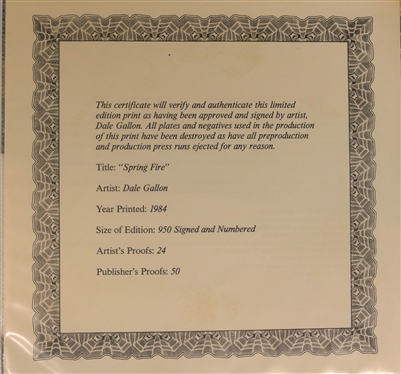 This certificate will verify and authenticate this limited
edition print as having been approved and signed by artist,
Dale Gallon. All plates and negatives used in the production
of this print have been destroyed as have all preproduction
and production press runs ejected for any reason.
Title: "Spring Fire"
Artist: Dale Gallon
Year Printed: 1984
Size of Edition: 950 Signed and Numbered
Artist's Proofs: 24
Publisher's Proofs: 50